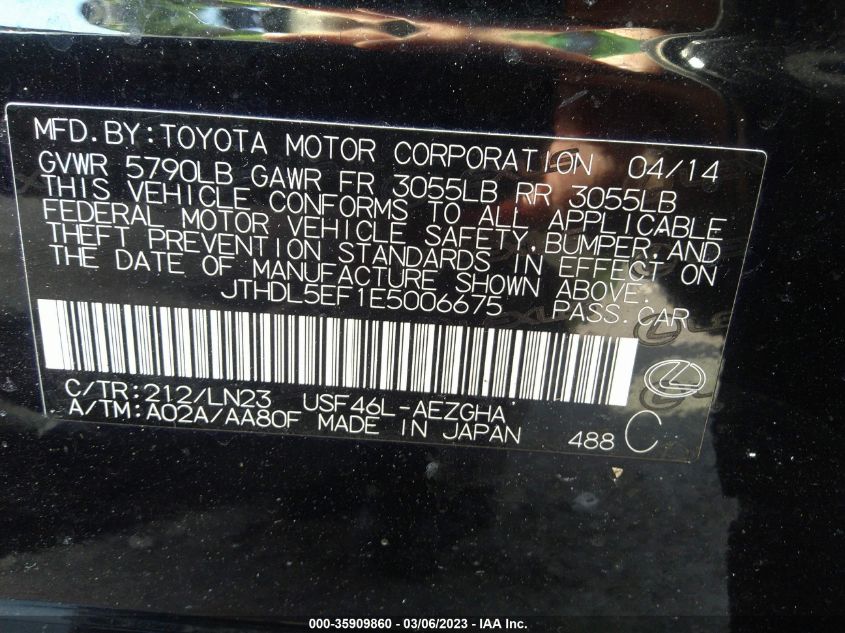 MFD.BY:TOYOTA MOTOR CORPORATION 04/14
GVWR 5790LB GAWR FR 3055LB RR 3055LB
THIS VEHICLE CONFORMS TO ALL APPLICABLE
FEDERAL MOTOR VEHICLE SAFETY,BUMPER,AND
THEFT PREVENTION STANDARDS IN EFFECT ON
THE DATE OF MANUFACTURE SHOWN ABOVE.
JTHDL5EF1E5006675 PASS.CAR
C/TR:212/LN23 USF46L-AEZGHA
A/TM:A02A/AA80F MADE IN JAPAN 488 C
000-35909860 - 03/06/2023 - IAA Inc.